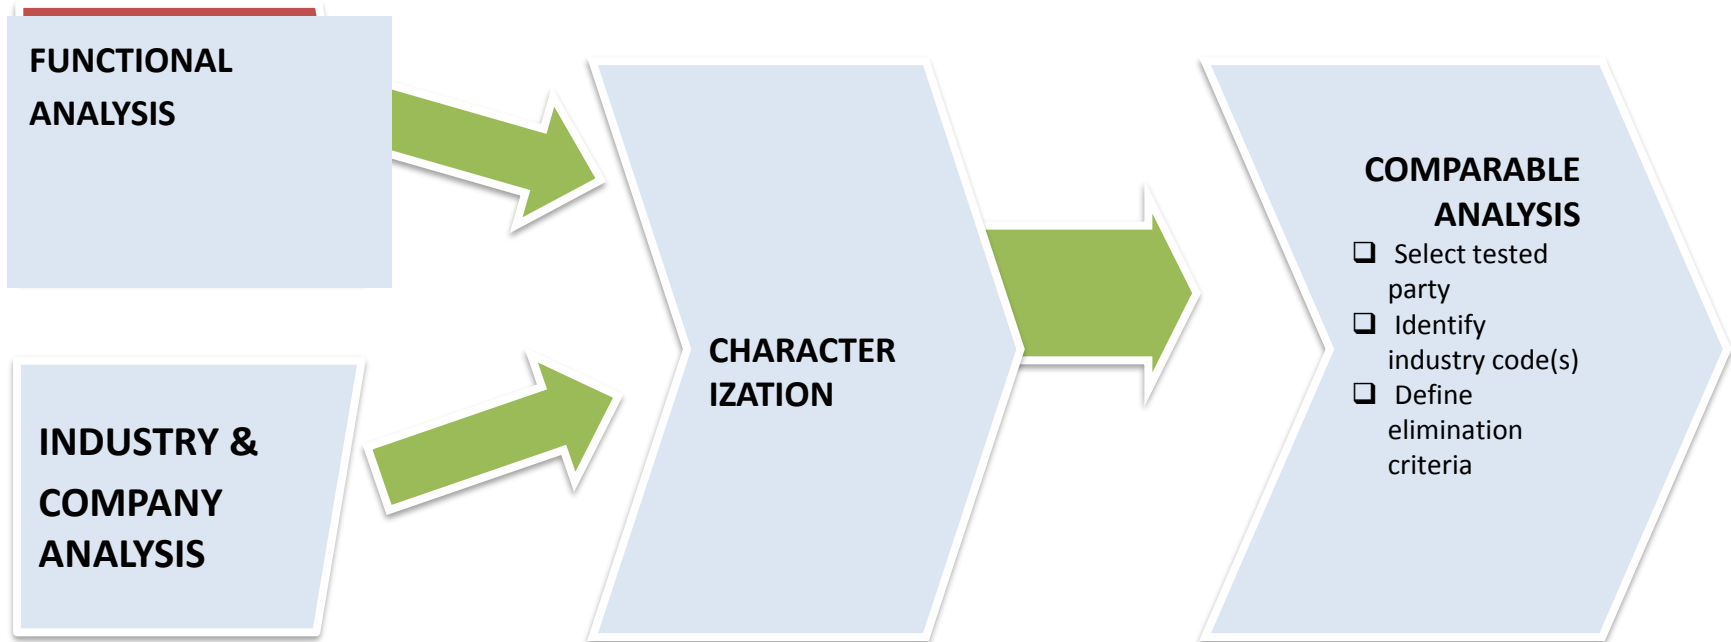 FUNCTIONAL
ANALYSIS
INDUSTRY &
COMPANY
ANALYSIS
CHARACTER
IZATION
COMPARABLE
ANALYSIS
❑ Select tested
party
❑ Identify
industry code(s)
❑ Define
elimination
criteria